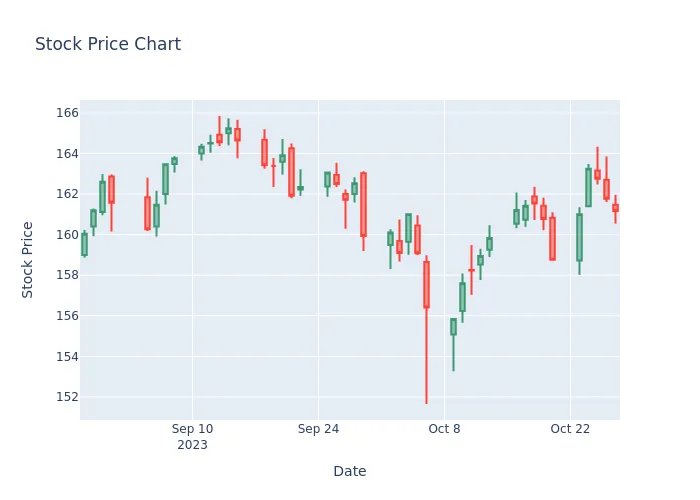 Stock Price Chart
166
164
162
160
158
156
154
152
Stock Price
Sep 10
2023
Sep 24
Oct 8
Oct 22
Date